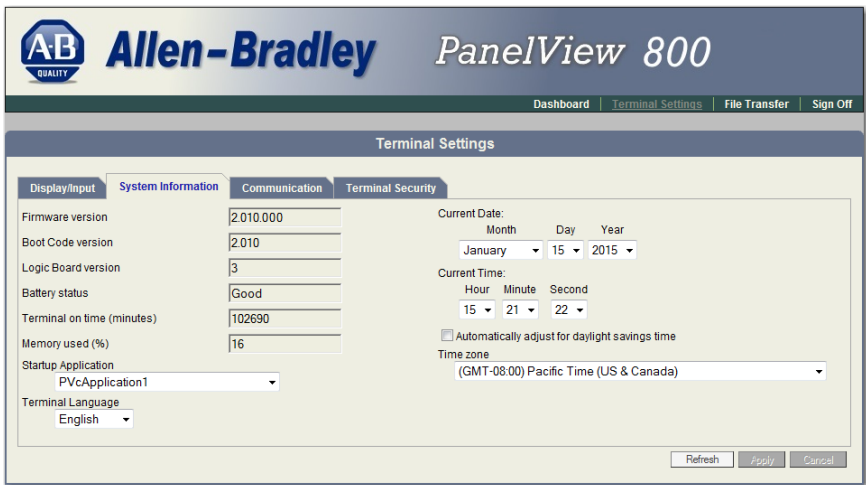 A·B
QUALITY
Allen-Bradley
PanelView 800
Dashboard | Terminal Settings | File Transfer | Sign Off
Terminal Settings
Display/Input System Information Communication Terminal Security
Firmware version 2.010.000
Boot Code version 2.010
Logic Board version 3
Battery status Good
Terminal on time (minutes) 102690
Memory used (%) 16
Startup Application
PVcApplication1
Terminal Language
English
Current Date:
Month Day Year
January 15 2015
Current Time:
Hour Minute Second
15 21 22
Automatically adjust for daylight savings time
Time zone
(GMT-08:00) Pacific Time (US & Canada)
Refresh Apply Cancel